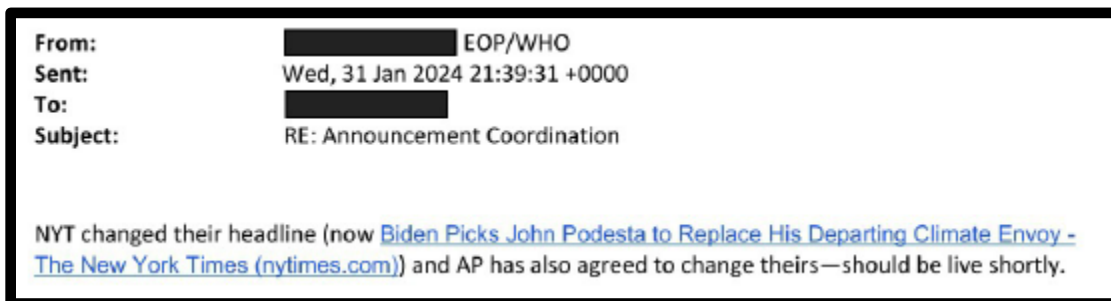 From: EOP/WHO
Sent: Wed, 31 Jan 2024 21:39:31 +0000
To:
Subject: RE: Announcement Coordination
NYT changed their headline (now Biden Picks John Podesta to Replace His Departing Climate Envoy -
The New York Times (nytimes.com)) and AP has also agreed to change theirs—should be live shortly.